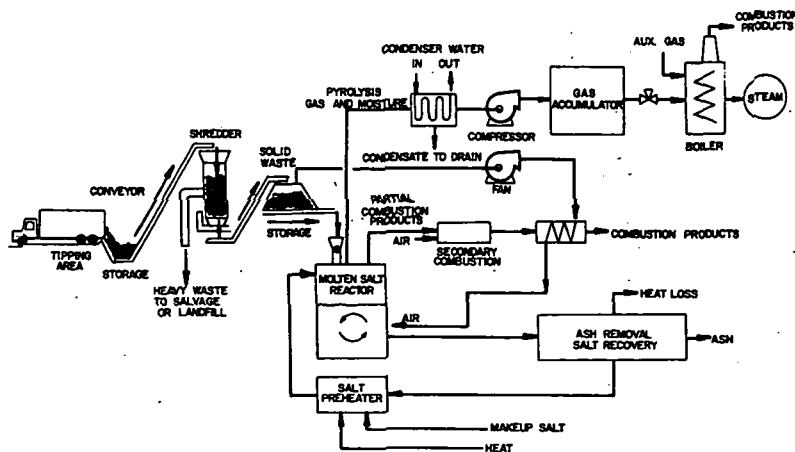 COMBUSTION
PRODUCTS
AUX. GAS
CONDENSER WATER
IN OUT
PYROLYSIS
GAS AND MOISTURE
GAS
ACCUMULATOR
STEAM
COMPRESSOR
BOILER
CONDENSATE TO DRAIN
SHREDDER
SOLID
WASTE
CONVEYOR
FAN
PARTIAL
COMBUSTION
PRODUCTS
AIR
SECONDARY
COMBUSTION
COMBUSTION PRODUCTS
STORAGE
TIPPING
AREA
STORAGE
HEAVY WASTE
TO SALVAGE
OR LANDFILL
MOLTEN SALT
REACTOR
AIR
HEAT LOSS
ASH REMOVAL
SALT RECOVERY
ASH
SALT
PREHEATER
MAKEUP SALT
HEAT